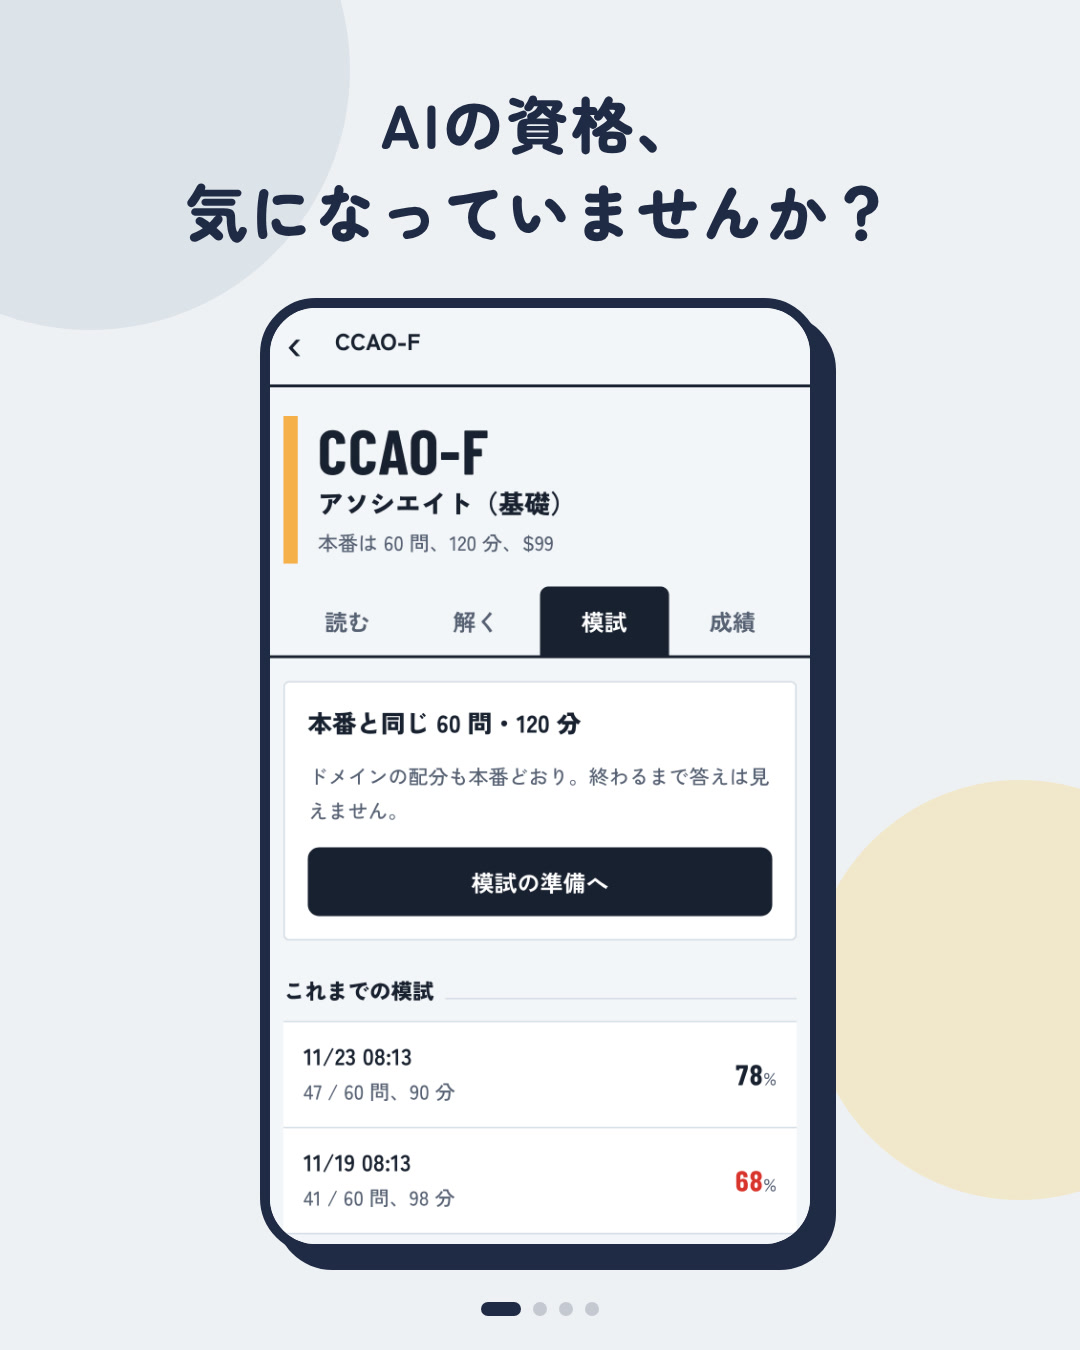 AIの資格、
気になっていませんか？
‹ CCAO-F
CCAO-F
アソシエイト（基礎）
本番は 60 問、120 分、$99
読む 解く 模試 成績
本番と同じ 60 問・120 分
ドメインの配分も本番どおり。終わるまで答えは見
えません。
模試の準備へ
これまでの模試
11/23 08:13
47 / 60 問、90 分
78%
11/19 08:13
41 / 60 問、98 分
68%